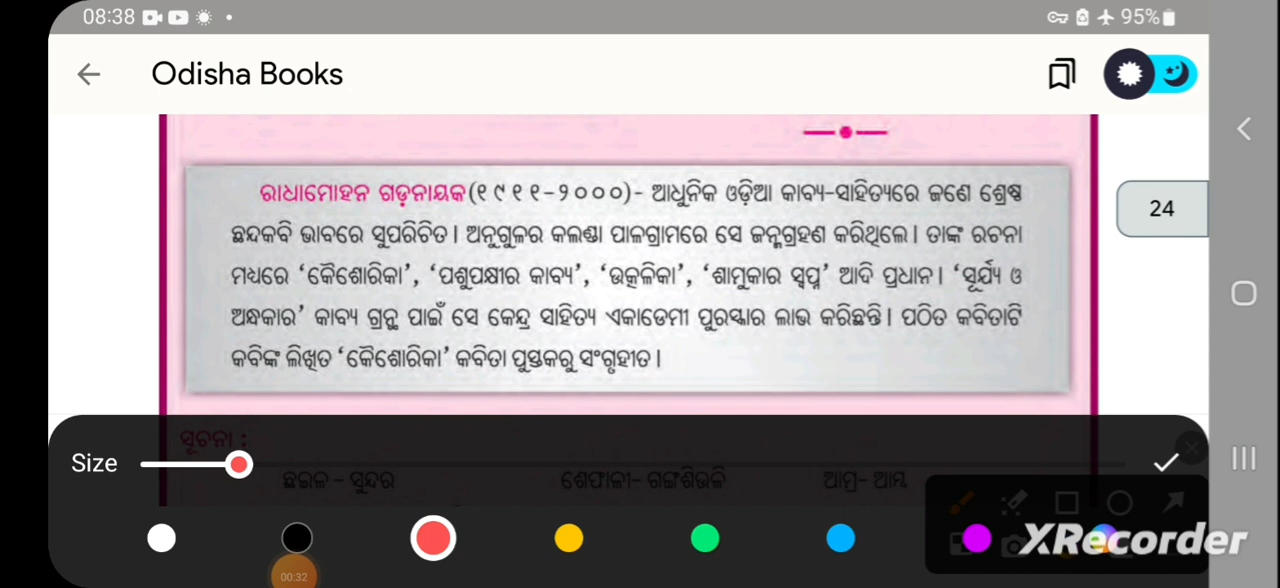 08:38
95%
Odisha Books
ରାଧାମୋହନ ଗଡ଼ନାୟକ(୧୯୧୧-୨୦୦୦)- ଆଧୁନିକ ଓଡ଼ିଆ କାବ୍ୟ-ସାହିତ୍ୟରେ ଜଣେ ଶ୍ରେଷ୍ଠ
ଛନ୍ଦକବି ଭାବରେ ସୁପରିଚିତ। ଅନୁଗୁଳର କଲଣ୍ଡା ପାଳଗ୍ରାମରେ ସେ ଜନ୍ମଗ୍ରହଣ କରିଥିଲେ। ତାଙ୍କ ରଚନା
ମଧ୍ୟରେ ‘କୈଶୋରିକା’, ‘ପଶୁପକ୍ଷୀର କାବ୍ୟ’, ‘ଉତ୍କଳିକା’, ‘ଶାମୁକାର ସ୍ୱପ୍ନ’ ଆଦି ପ୍ରଧାନ। ‘ସୂର୍ଯ୍ୟ ଓ
ଅନ୍ଧକାର’ କାବ୍ୟ ଗ୍ରନ୍ଥ ପାଇଁ ସେ କେନ୍ଦ୍ର ସାହିତ୍ୟ ଏକାଡେମୀ ପୁରସ୍କାର ଲାଭ କରିଛନ୍ତି। ପଠିତ କବିତାଟି
କବିଙ୍କ ଲିଖିତ ‘କୈଶୋରିକା’ କବିତା ପୁସ୍ତକରୁ ସଂଗୃହୀତ।
24
ସୂଚନା :
Size
ଛଇଳ - ସୁନ୍ଦର ଶେଫାଳୀ- ଗଙ୍ଗଶିଉଳି ଆମ୍ର- ଆମ୍ବ
XRecorder
00:32